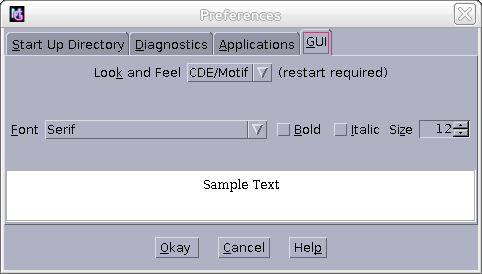 Preferences
Start Up Directory Diagnostics Applications GUI
Look and Feel CDE/Motif (restart required)
Font Serif Bold Italic Size 12
Sample Text
Okay Cancel Help